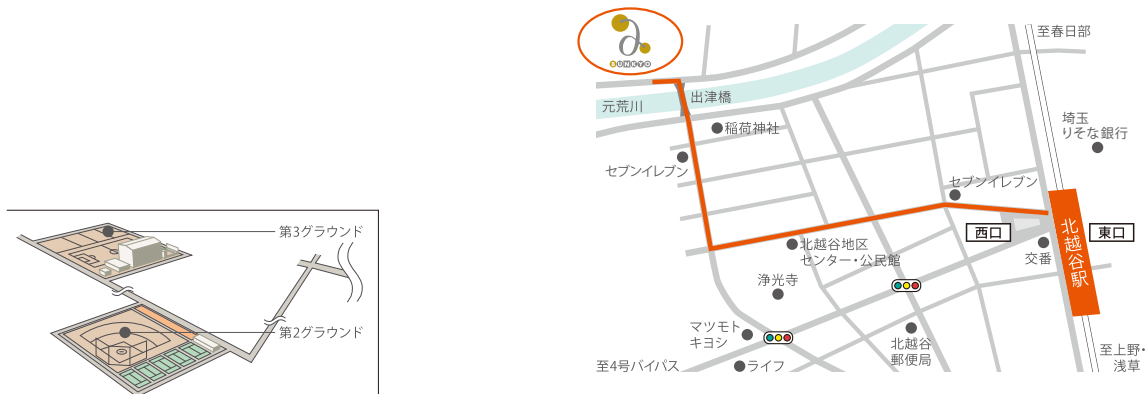 BUNKYO
至春日部
出津橋
元荒川
稲荷神社
埼玉
りそな銀行
セブンイレブン
セブンイレブン
第3グラウンド
西口
北越谷駅
東口
北越谷地区
センター・公民館
交番
浄光寺
第2グラウンド
マツモト
キヨシ
北越谷
郵便局
至4号バイパス
ライフ
至上野・
浅草